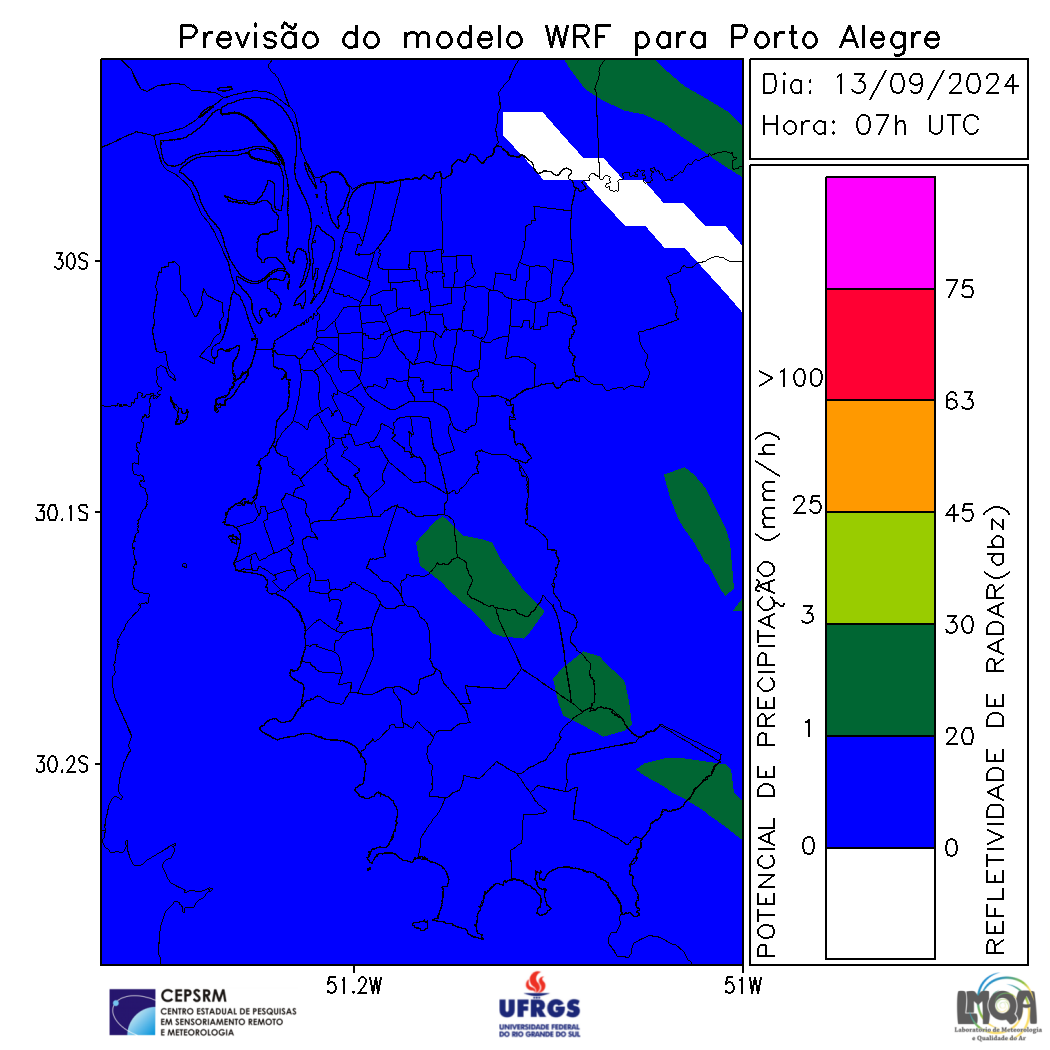 Previsão do modelo WRF para Porto Alegre
Dia: 13/09/2024
Hora: 07h UTC
30S
30.1S
30.2S
51.2W
51W
POTENCIAL DE PRECIPITAÇÃO (mm/h)
>100
25
3
1
0
75
63
45
30
20
0
REFLETIVIDADE DE RADAR(dbz)
CEPSRM
CENTRO ESTADUAL DE PESQUISAS
EM SENSORIAMENTO REMOTO
E METEOROLOGIA
UFRGS
UNIVERSIDADE FEDERAL
DO RIO GRANDE DO SUL
LMQA
Laboratório de Meteorologia
e Qualidade do Ar